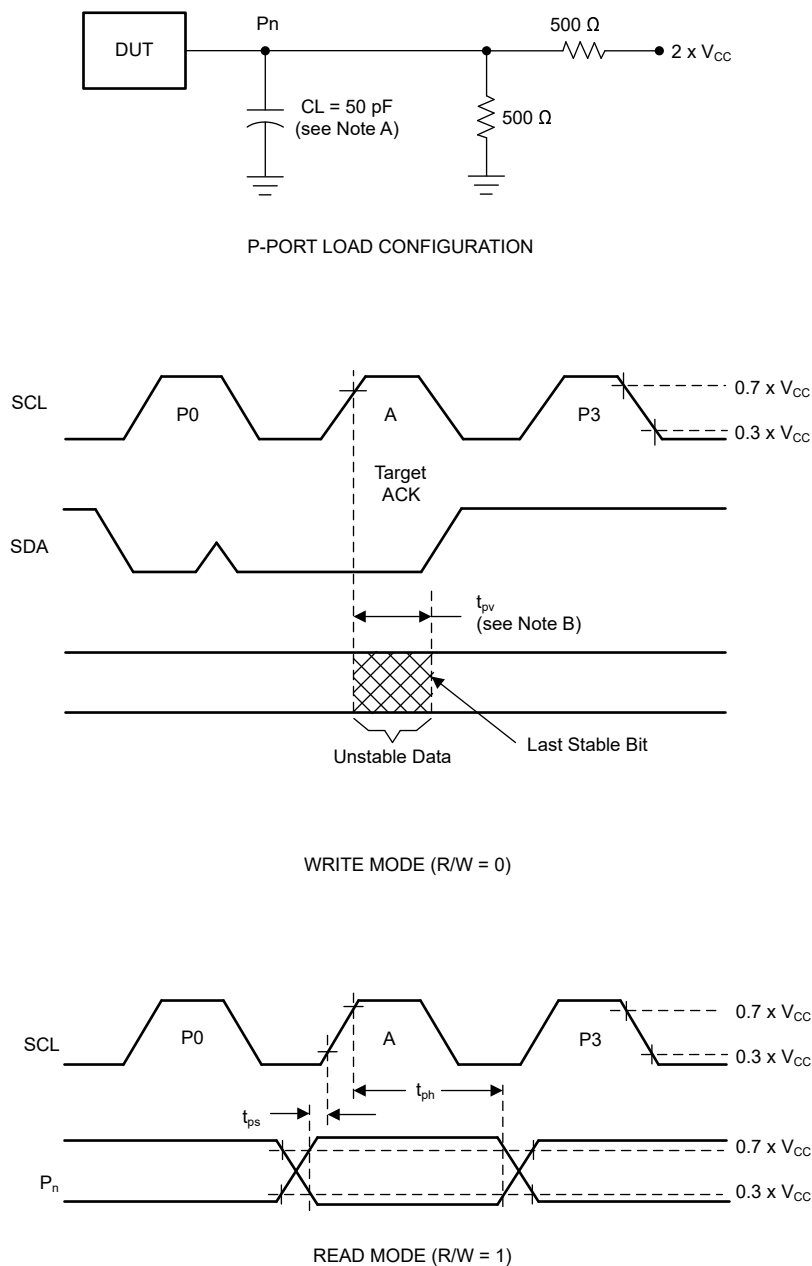 Pn
500 Ω
DUT
2 x VCC
CL = 50 pF
(see Note A)
500 Ω
P-PORT LOAD CONFIGURATION
0.7 x VCC
SCL
P0
A
P3
0.3 x VCC
Target
ACK
SDA
tpv
(see Note B)
Unstable Data
Last Stable Bit
WRITE MODE (R/W = 0)
0.7 x VCC
SCL
P0
A
P3
0.3 x VCC
tph
tps
0.7 x VCC
Pn
0.3 x VCC
READ MODE (R/W = 1)